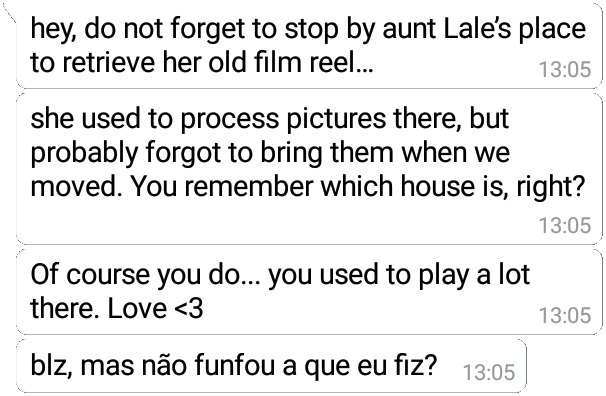 hey, do not forget to stop by aunt Lale’s place
to retrieve her old film reel...
13:05
she used to process pictures there, but
probably forgot to bring them when we
moved. You remember which house is, right?
13:05
Of course you do... you used to play a lot
there. Love <3
13:05
blz, mas não funfou a que eu fiz?
13:05